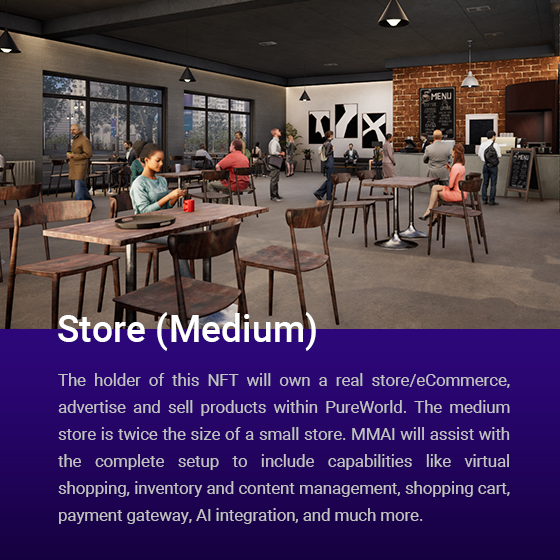 MENU
Store (Medium)
The holder of this NFT will own a real store/eCommerce,
advertise and sell products within PureWorld. The medium
store is twice the size of a small store. MMAI will assist with
the complete setup to include capabilities like virtual
shopping, inventory and content management, shopping cart,
payment gateway, AI integration, and much more.